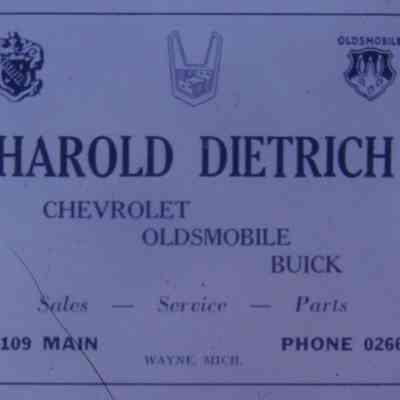 OLDSMOBILE
HAROLD DIETRICH
CHEVROLET
OLDSMOBILE
BUICK
Sales — Service — Parts
109 MAIN PHONE 0266
WAYNE, MICH.